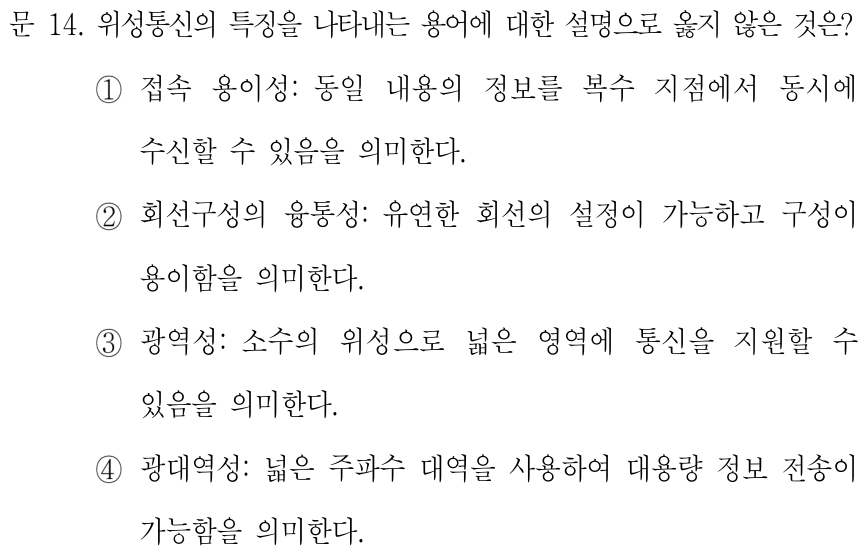 문 14. 위성통신의 특징을 나타내는 용어에 대한 설명으로 옳지 않은 것은?
① 접속 용이성: 동일 내용의 정보를 복수 지점에서 동시에
수신할 수 있음을 의미한다.
② 회선구성의 융통성: 유연한 회선의 설정이 가능하고 구성이
용이함을 의미한다.
③ 광역성: 소수의 위성으로 넓은 영역에 통신을 지원할 수
있음을 의미한다.
④ 광대역성: 넓은 주파수 대역을 사용하여 대용량 정보 전송이
가능함을 의미한다.